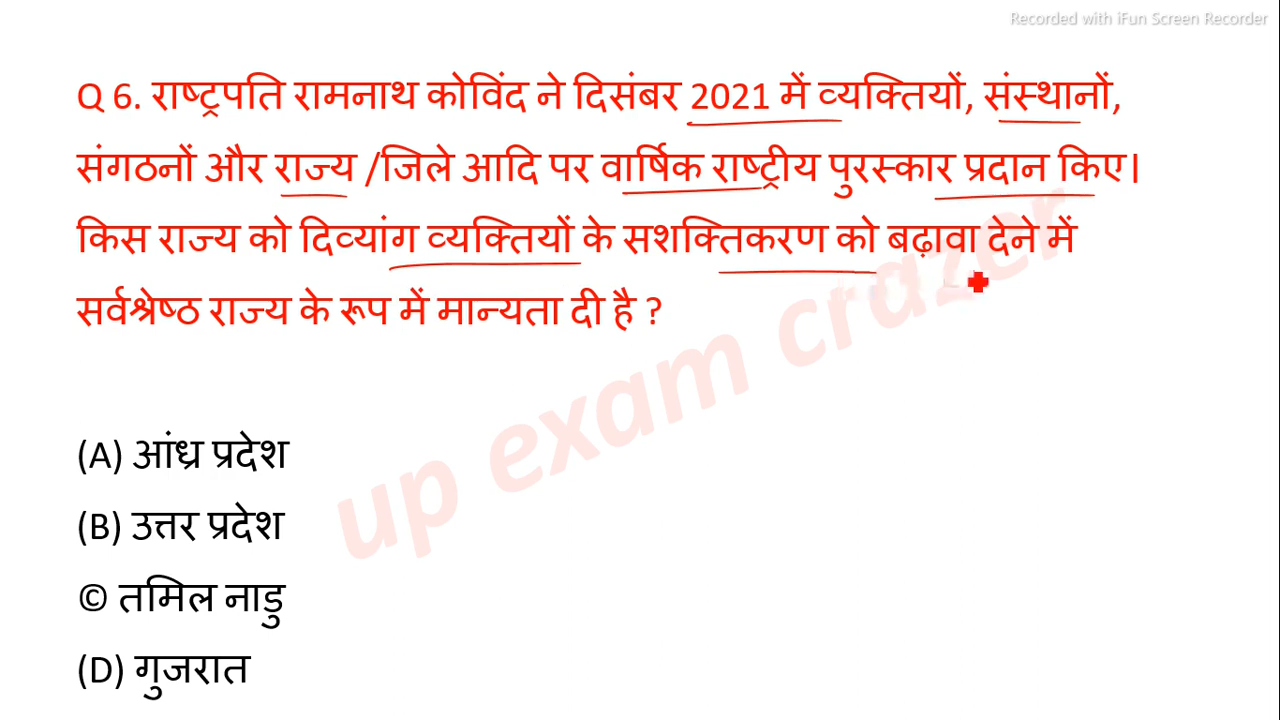 Recorded with iFun Screen Recorder
Q 6. राष्ट्रपति रामनाथ कोविंद ने दिसंबर 2021 में व्यक्तियों, संस्थानों,
संगठनों और राज्य /जिले आदि पर वार्षिक राष्ट्रीय पुरस्कार प्रदान किए।
किस राज्य को दिव्यांग व्यक्तियों के सशक्तिकरण को बढ़ावा देने में
सर्वश्रेष्ठ राज्य के रूप में मान्यता दी है ?
up exam crazer
(A) आंध्र प्रदेश
(B) उत्तर प्रदेश
© तमिल नाडु
(D) गुजरात